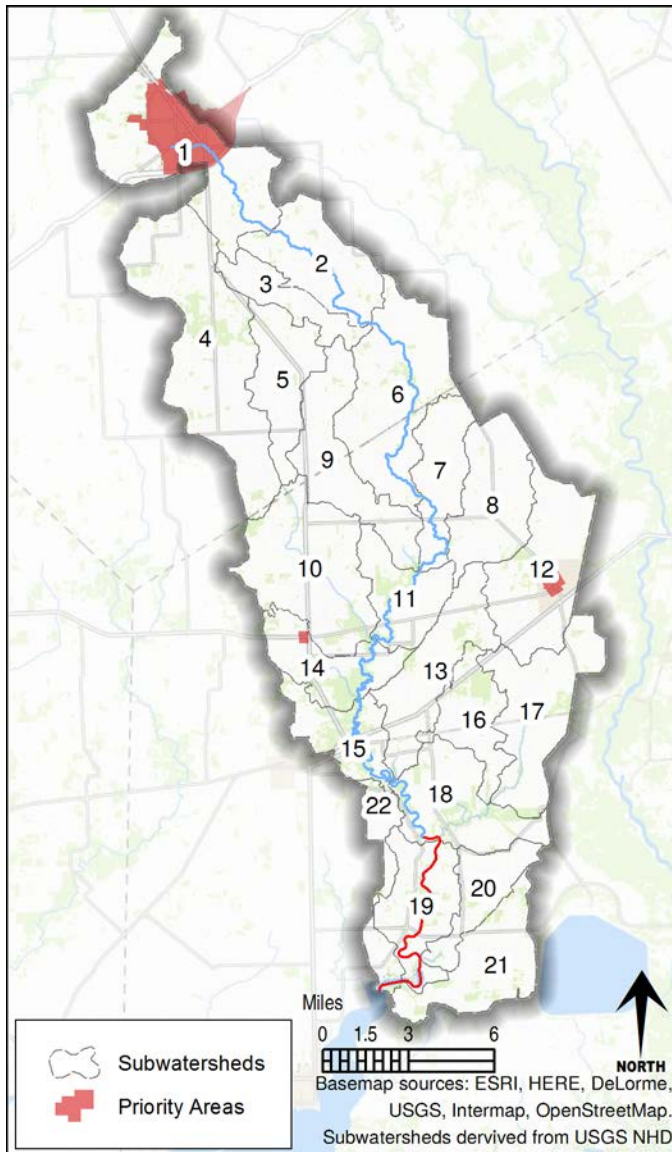 1
2
3
4
5
6
7
8
9
10
11
12
13
14
15
16
17
18
22
19
20
21
Miles
0 1.5 3 6
NORTH
Subwatersheds
Priority Areas
Basemap sources: ESRI, HERE, DeLorme,
USGS, Intermap, OpenStreetMap.
Subwatersheds dervived from USGS NHD